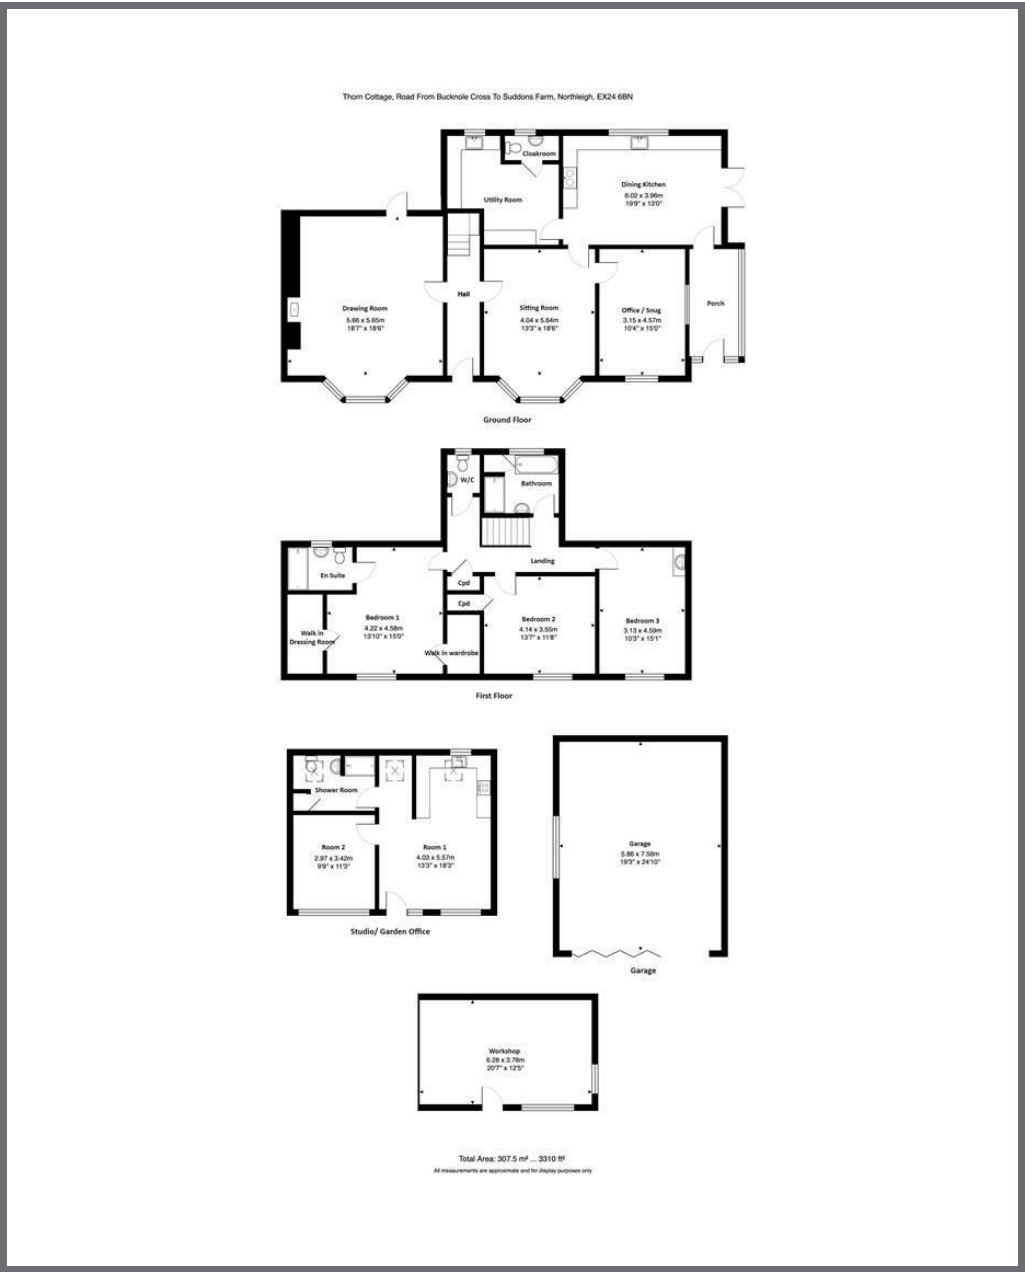 Thorn Cottage, Road From Bucknole Cross To Suddons Farm, Northleigh, EX24 6BN
Cloakroom
Dining Kitchen
6.02 x 3.96m
19'9" x 13'0"
Utility Room
Drawing Room
5.66 x 5.65m
18'7" x 18'6"
Hall
Sitting Room
4.04 x 5.64m
13'3" x 18'6"
Office / Snug
3.15 x 4.57m
10'4" x 15'0"
Porch
Ground Floor
W/C
Bathroom
Landing
En Suite
Cpd
Cpd
Bedroom 1
4.22 x 4.58m
13'10" x 15'0"
Walk in
Dressing Room
Walk in wardrobe
Bedroom 2
4.14 x 3.55m
13'7" x 11'8"
Bedroom 3
3.13 x 4.59m
10'3" x 15'1"
First Floor
Shower Room
Room 2
2.97 x 3.42m
9'9" x 11'3"
Room 1
4.03 x 5.57m
13'3" x 18'3"
Studio/ Garden Office
Garage
5.86 x 7.58m
19'3" x 24'10"
Garage
Workshop
6.28 x 3.78m
20'7" x 12'5"
Total Area: 307.5 m² ... 3310 ft²
All measurements are approximate and for display purposes only